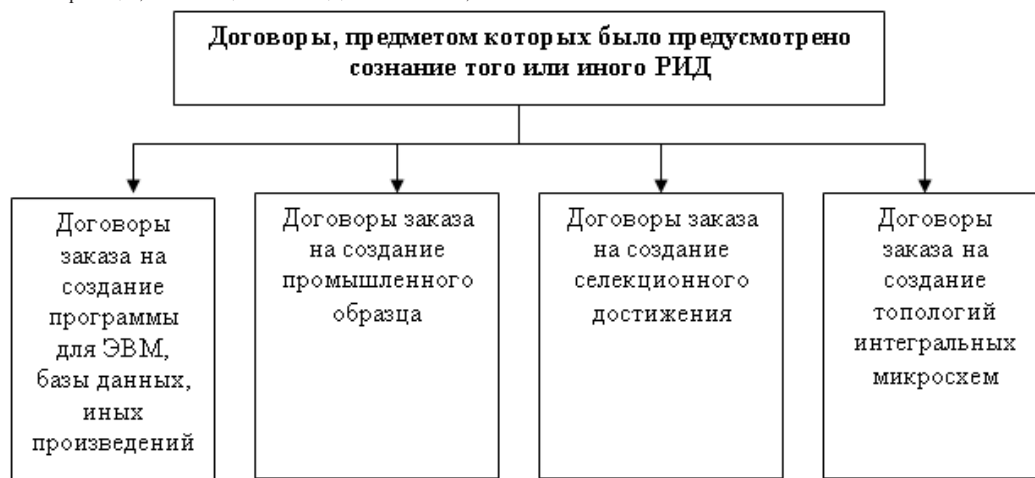 Договоры, предметом которых было предусмотрено
сознание того или иного РИД
Договоры
заказа на
создание
программы
для ЭВМ,
базы данных,
иных
произведений
Договоры заказа
на создание
промышленного
образца
Договоры заказа
на создание
селекционного
достижения
Договоры
заказа на
создание
топологий
интегральных
микросхем